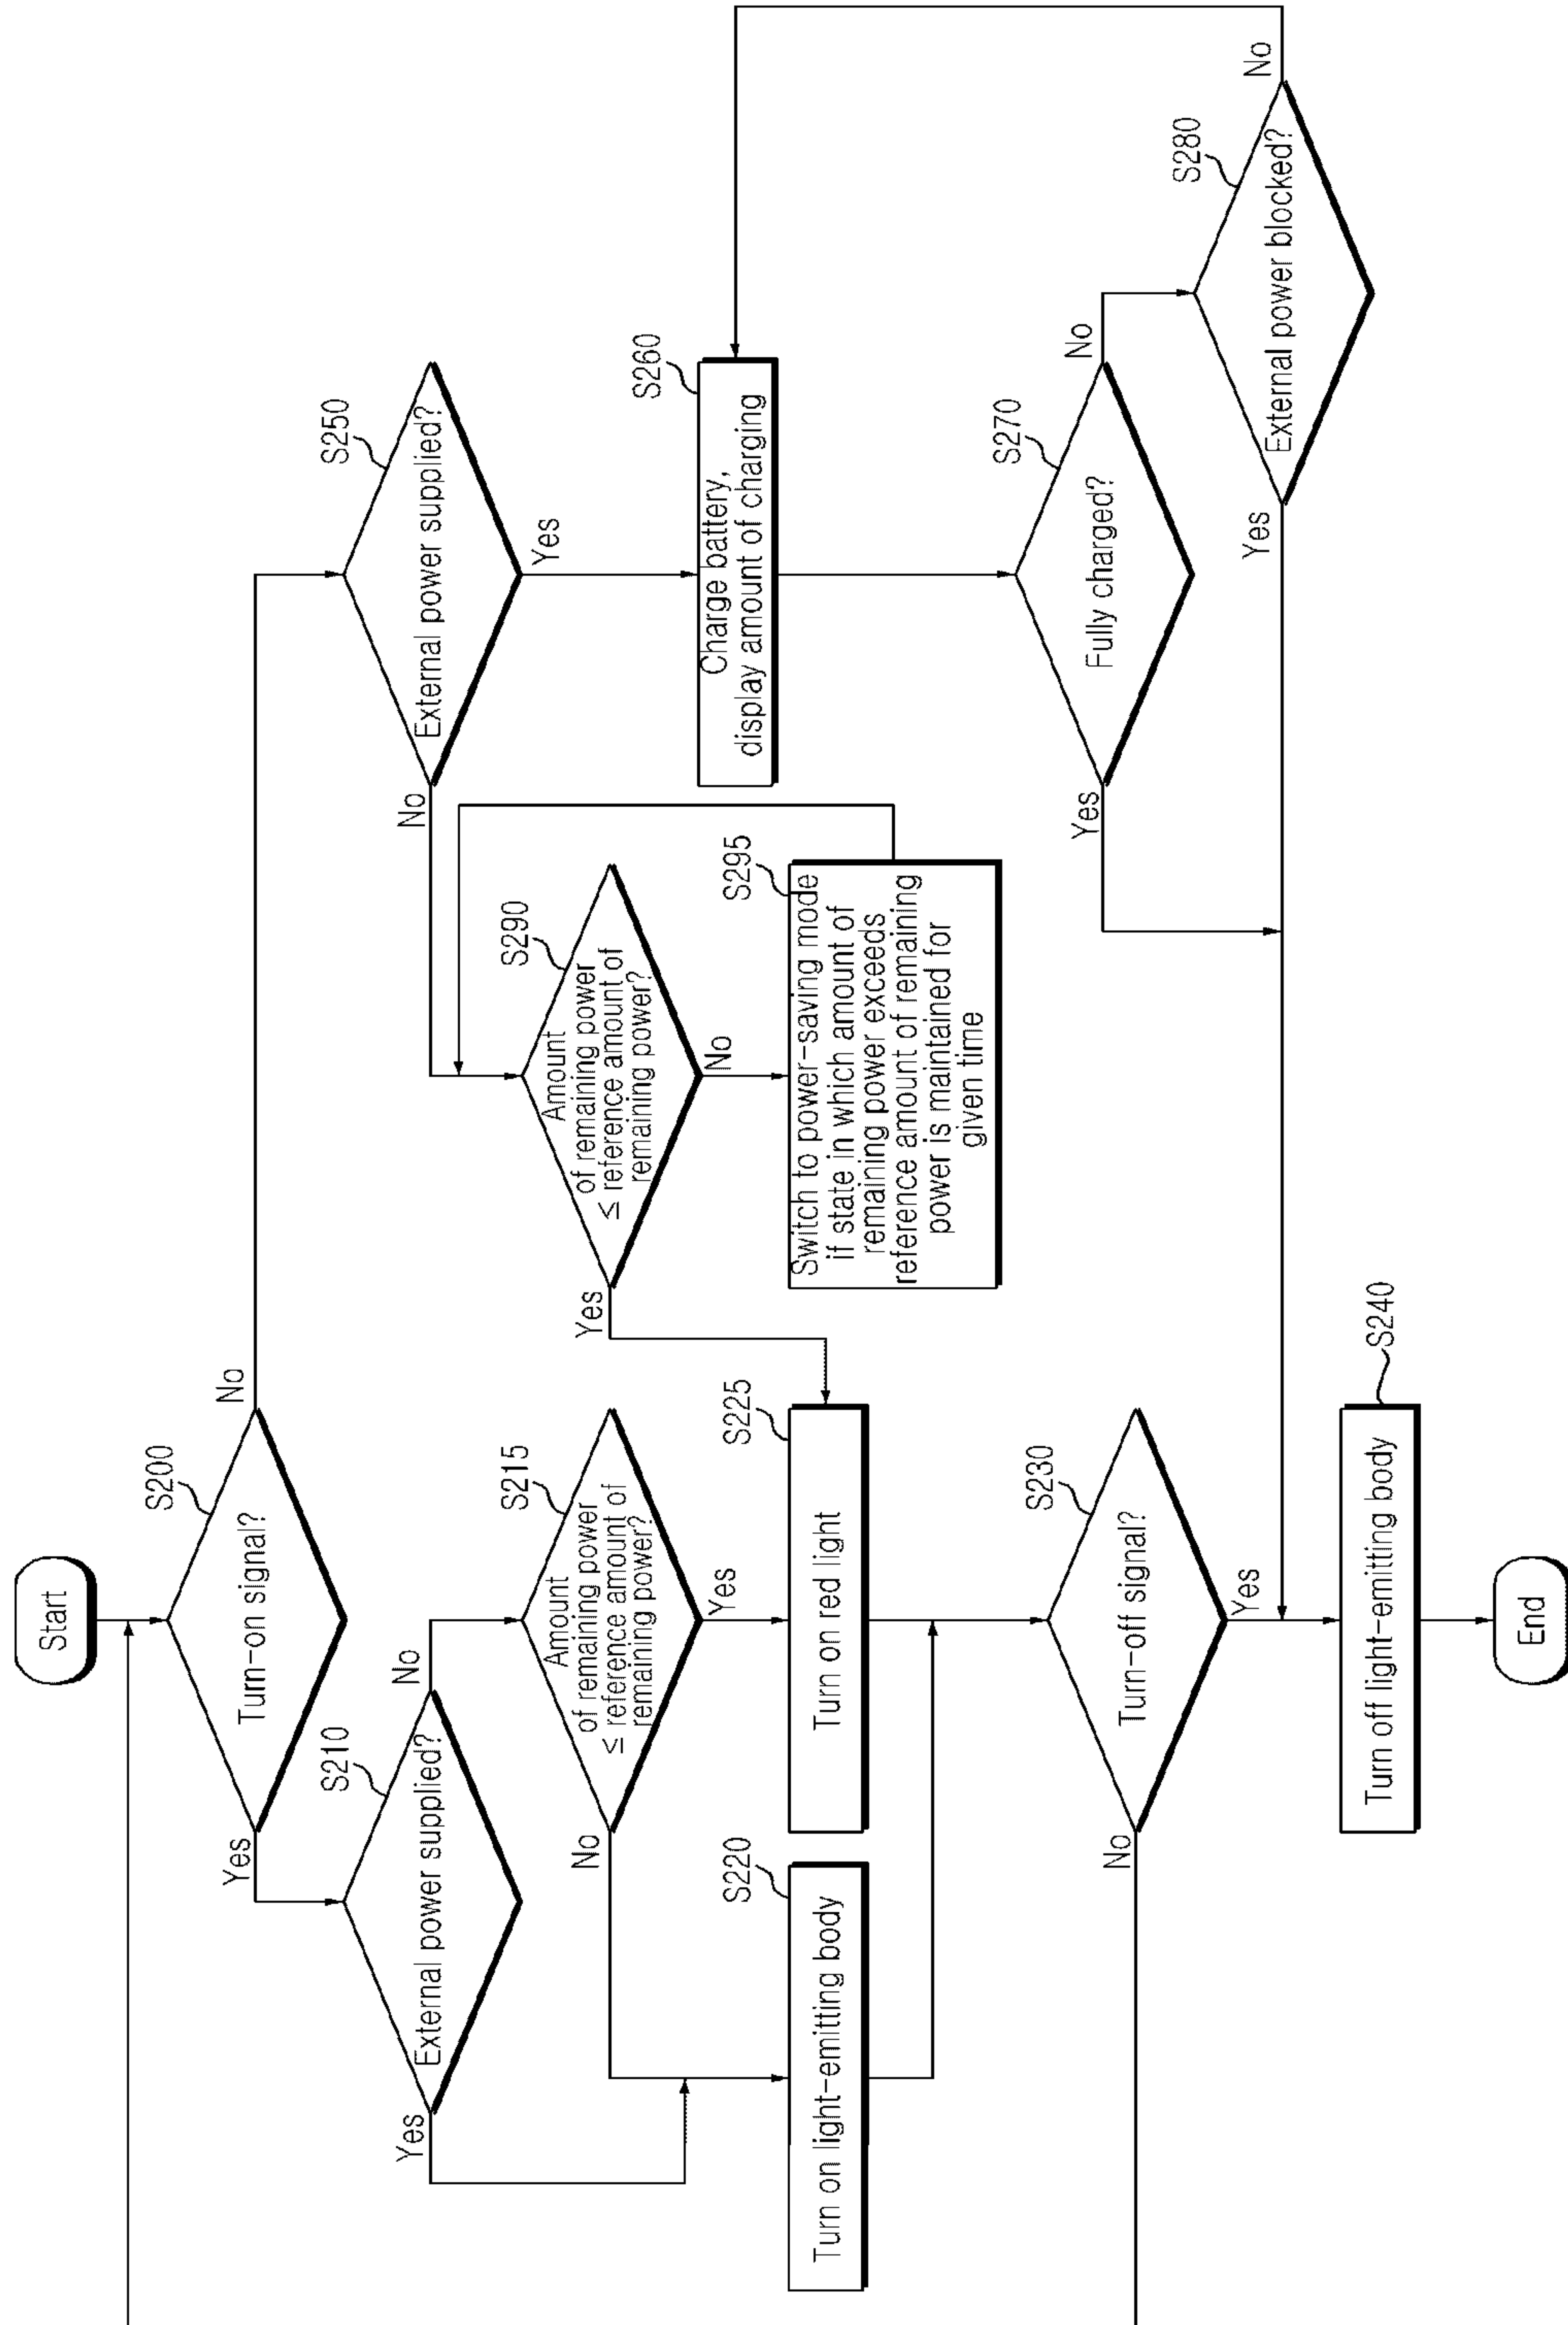 Start
S200
Turn-on signal?
Yes
No
S210
External power supplied?
Yes
No
S250
External power supplied?
No
Yes
S215
Amount
of remaining power
≤ reference amount of
remaining power?
No
Yes
S290
Amount
of remaining power
≤ reference amount of
remaining power?
Yes
No
S260
Charge battery,
display amount of charging
S220
Turn on light-emitting body
S225
Turn on red light
S295
Switch to power-saving mode
if state in which amount of
remaining power exceeds
reference amount of remaining
power is maintained for
given time
S230
Turn-off signal?
No
Yes
S270
Fully charged?
Yes
No
S280
External power blocked?
Yes
No
S240
Turn off light-emitting body
End